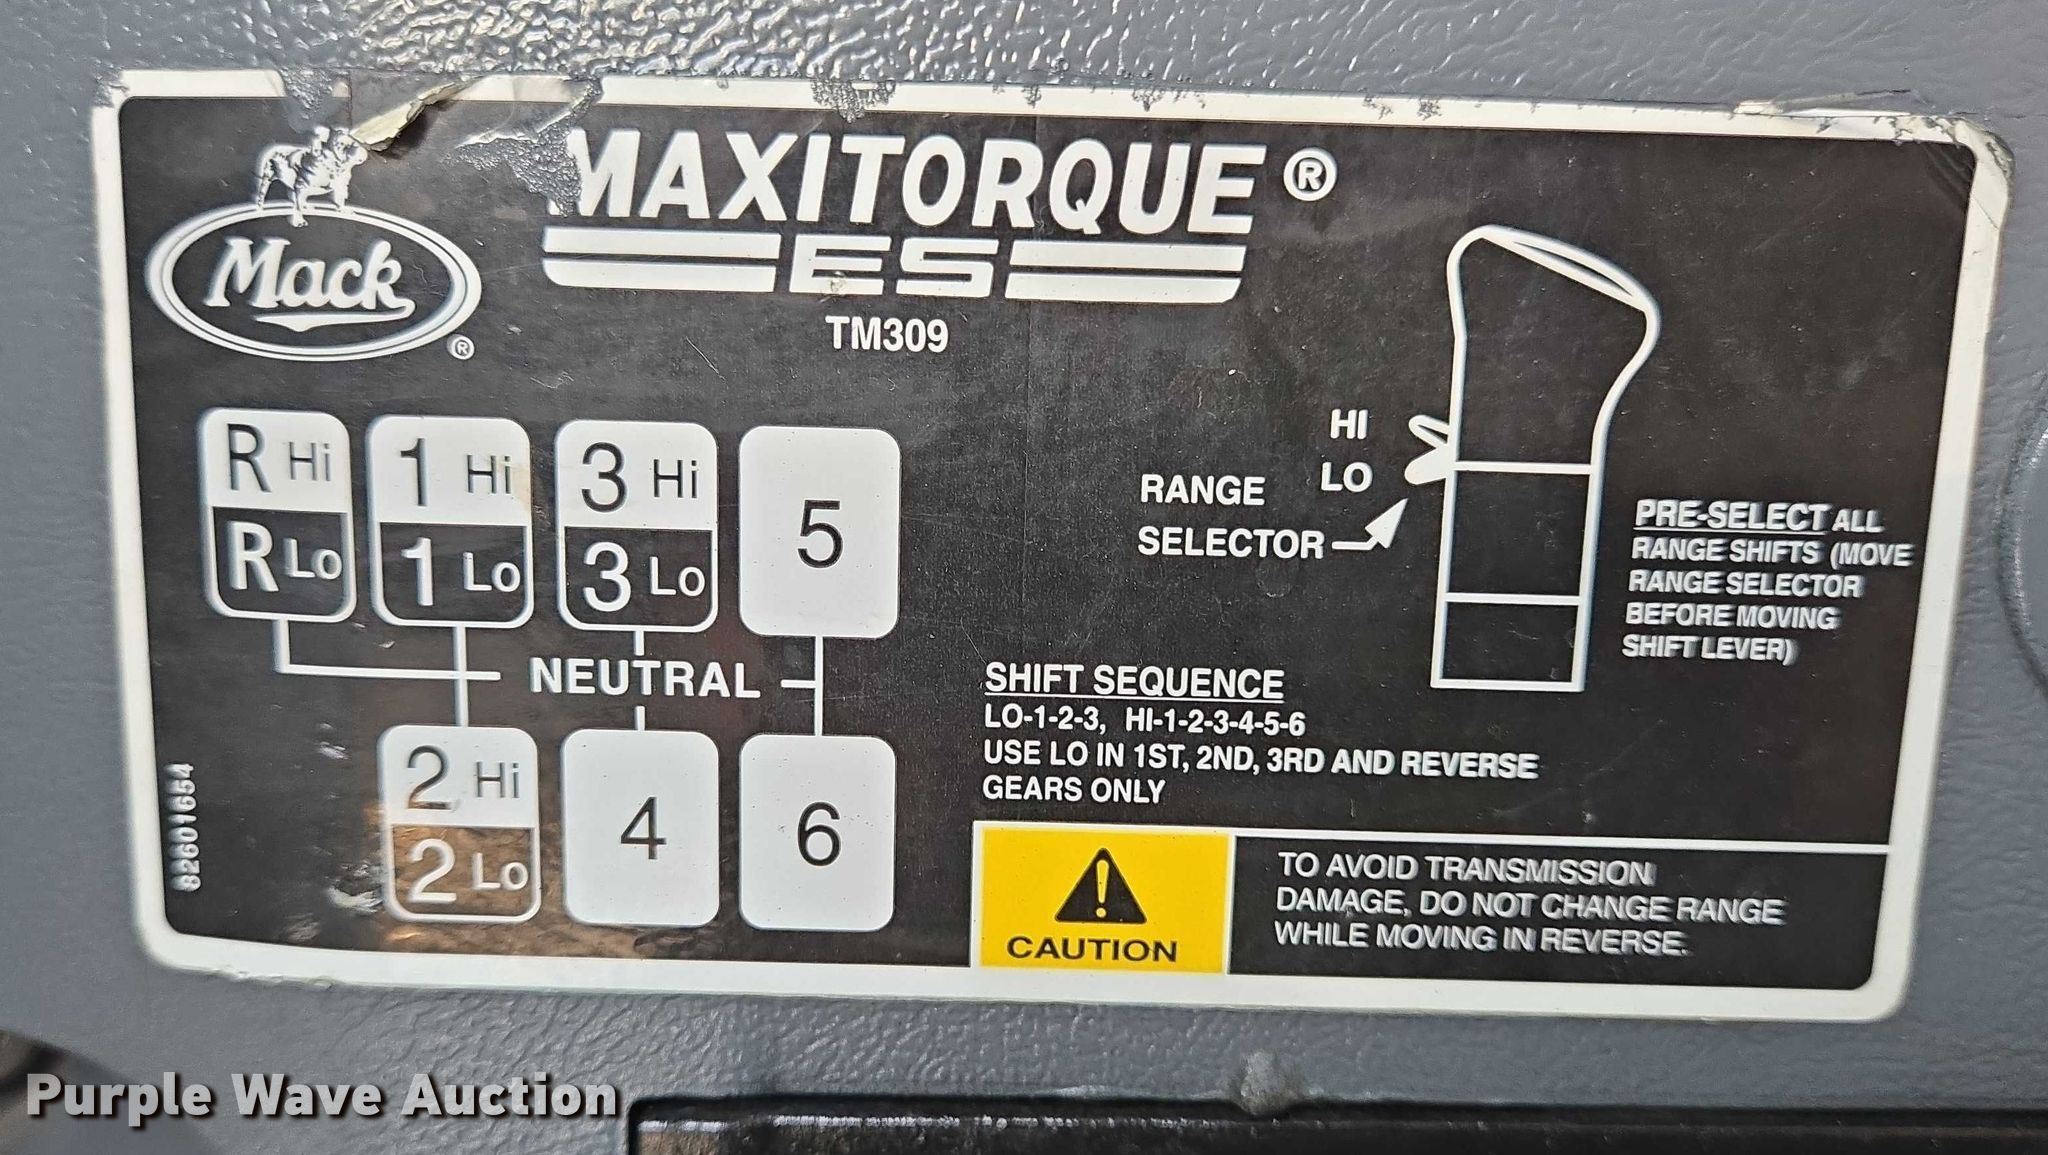 Mack ®
MAXITORQUE®
ES
TM309
R Hi
R Lo
1 Hi
1 Lo
3 Hi
3 Lo
5
NEUTRAL
2 Hi
2 Lo
4
6
82601654
HI
LO
RANGE
SELECTOR
PRE-SELECT ALL
RANGE SHIFTS (MOVE
RANGE SELECTOR
BEFORE MOVING
SHIFT LEVER)
SHIFT SEQUENCE
LO-1-2-3, HI-1-2-3-4-5-6
USE LO IN 1ST, 2ND, 3RD AND REVERSE
GEARS ONLY
CAUTION
TO AVOID TRANSMISSION
DAMAGE, DO NOT CHANGE RANGE
WHILE MOVING IN REVERSE.
Purple Wave Auction